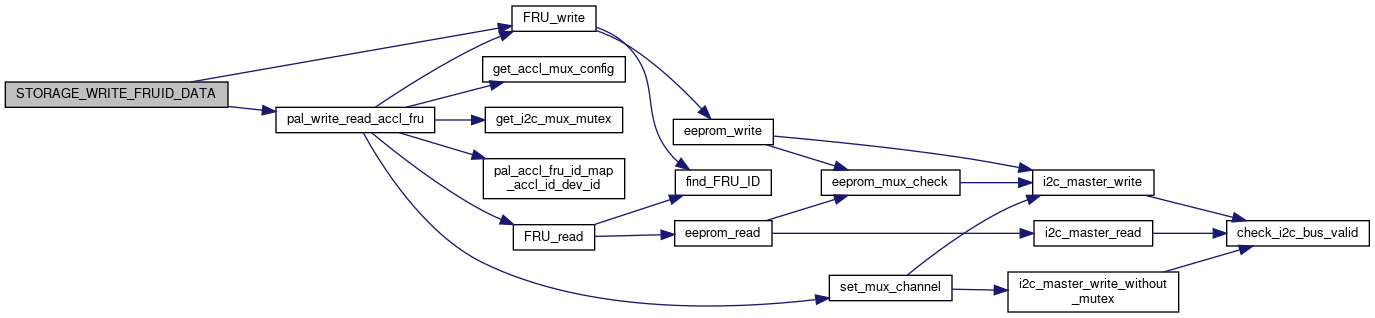 FRU_write
get_accl_mux_config
STORAGE_WRITE_FRUID_DATA
pal_write_read_accl_fru
get_i2c_mux_mutex
eeprom_write
pal_accl_fru_id_map
_accl_id_dev_id
find_FRU_ID
eeprom_mux_check
i2c_master_write
FRU_read
eeprom_read
i2c_master_read
check_i2c_bus_valid
set_mux_channel
i2c_master_write_without
_mutex